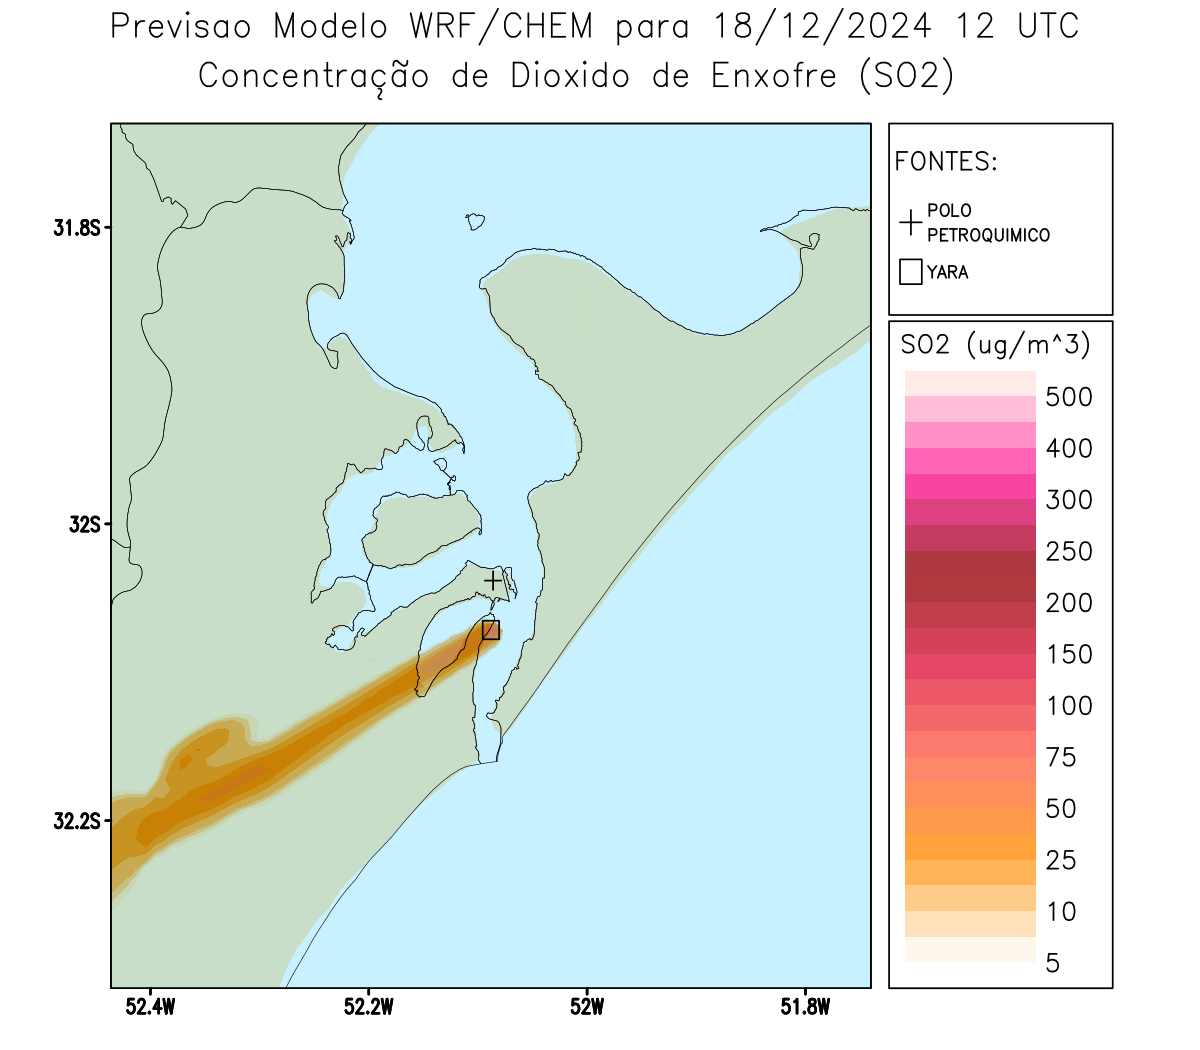 Previsao Modelo WRF/CHEM para 18/12/2024 12 UTC
Concentração de Dioxido de Enxofre (SO2)
FONTES:
POLO
PETROQUIMICO
YARA
SO2 (ug/m^3)
500
400
300
250
200
150
100
75
50
25
10
5
31.8S
32S
32.2S
52.4W
52.2W
52W
51.8W